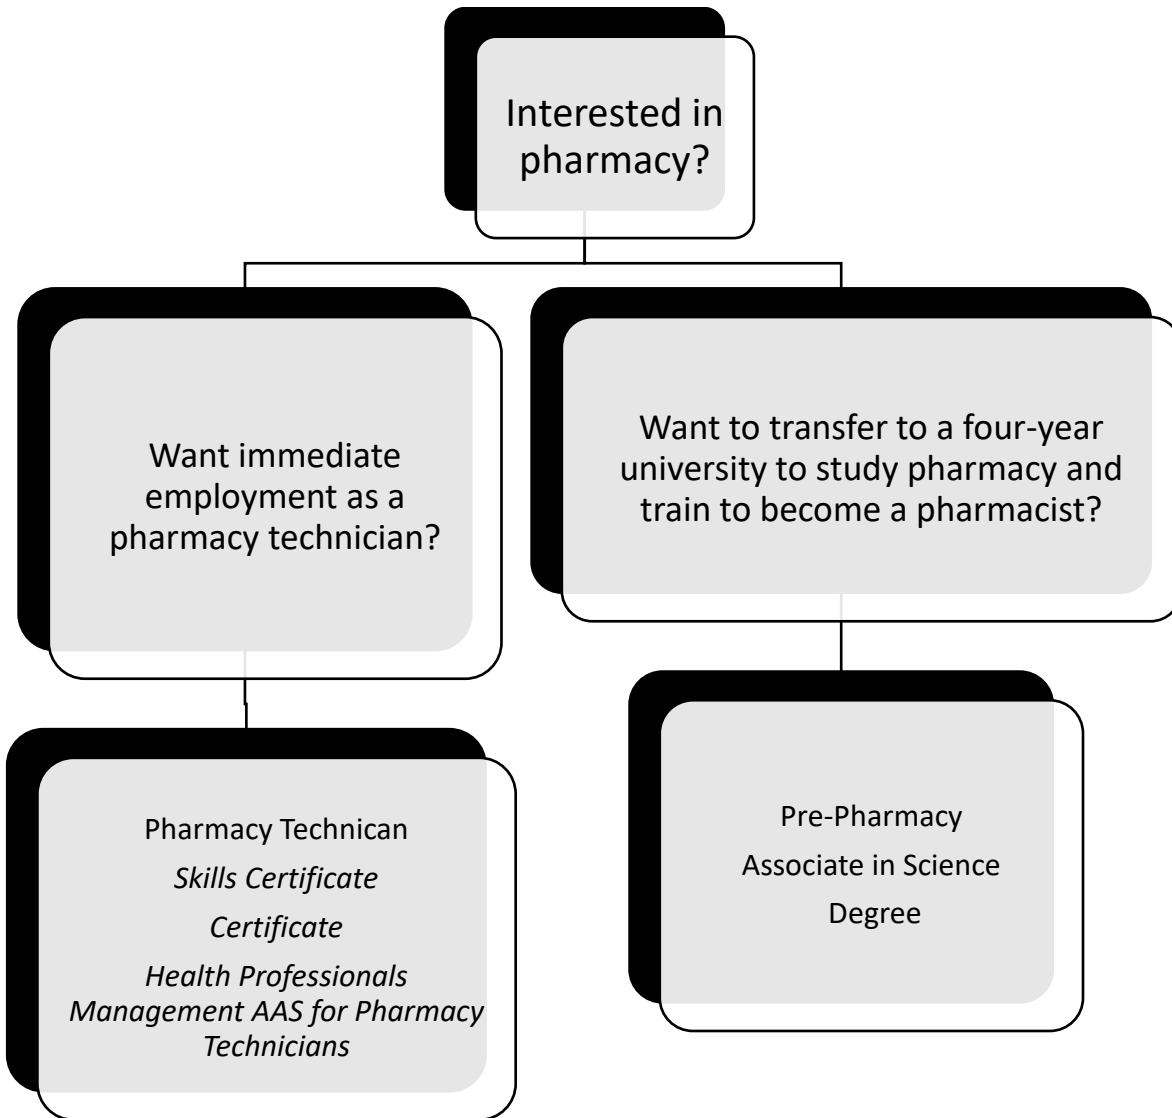 Interested in
pharmacy?
Want immediate
employment as a
pharmacy technician?
Want to transfer to a four-year
university to study pharmacy and
train to become a pharmacist?
Pharmacy Technican
Skills Certificate
Certificate
Health Professionals
Management AAS for Pharmacy
Technicians
Pre-Pharmacy
Associate in Science
Degree